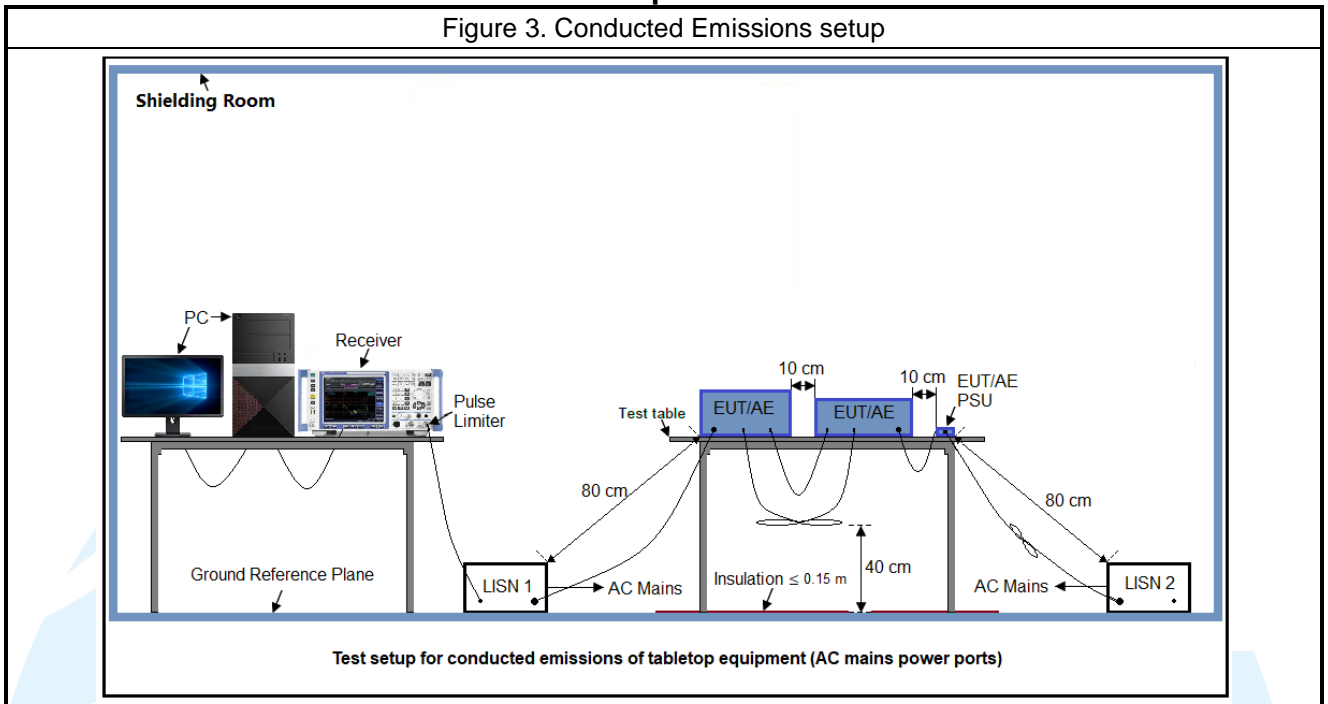 Figure 3. Conducted Emissions setup
Shielding Room
PC
Receiver
Pulse
Limiter
10 cm
10 cm
EUT/AE
PSU
Test table
EUT/AE
EUT/AE
80 cm
80 cm
Ground Reference Plane
LISN 1
AC Mains
Insulation ≤ 0.15 m
40 cm
AC Mains
LISN 2
Test setup for conducted emissions of tabletop equipment (AC mains power ports)